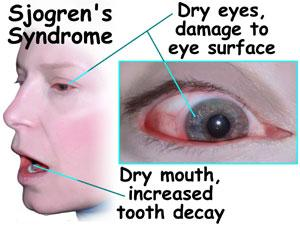 Sjogren's
Syndrome
Dry eyes,
damage to
eye surface
Dry mouth,
increased
tooth decay